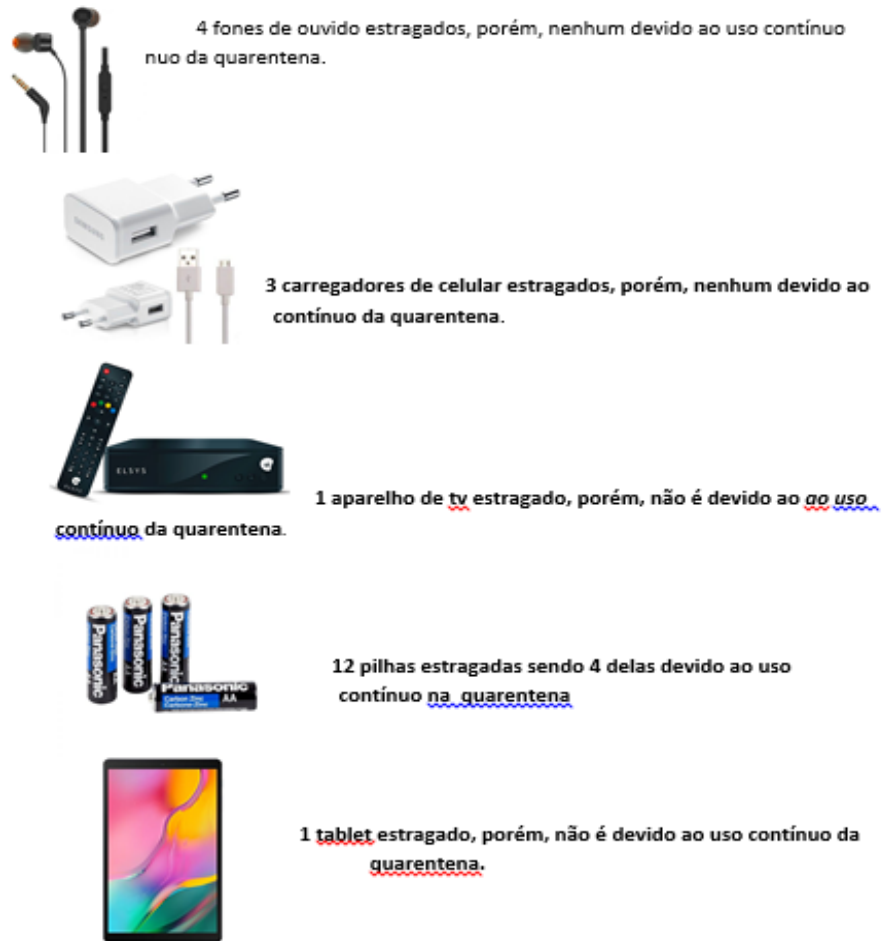 4 fones de ouvido estragados, porém, nenhum devido ao uso contínuo
nuo da quarentena.
SAMSUNG
3 carregadores de celular estragados, porém, nenhum devido ao
contínuo da quarentena.
ELSYS
1 aparelho de tv estragado, porém, não é devido ao ao uso
contínuo da quarentena.
Panasonic
Panasonic
Panasonic
Panasonic
AA
12 pilhas estragadas sendo 4 delas devido ao uso
contínuo na quarentena
1 tablet estragado, porém, não é devido ao uso contínuo da
quarentena.